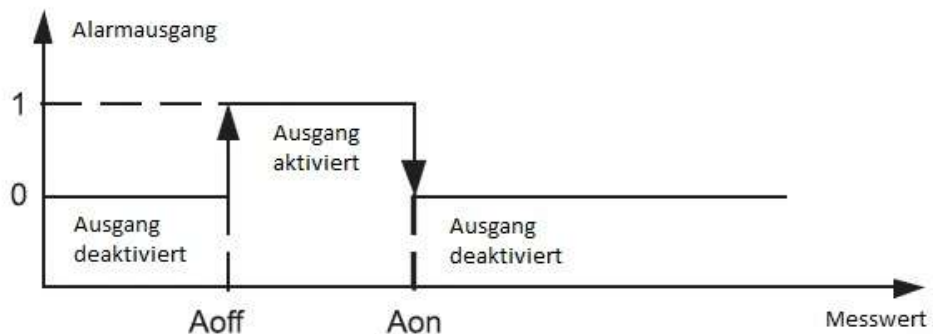 Alarmausgang
1
Ausgang
aktiviert
0
Ausgang
deaktiviert
Ausgang
deaktiviert
Aoff
Aon
Messwert